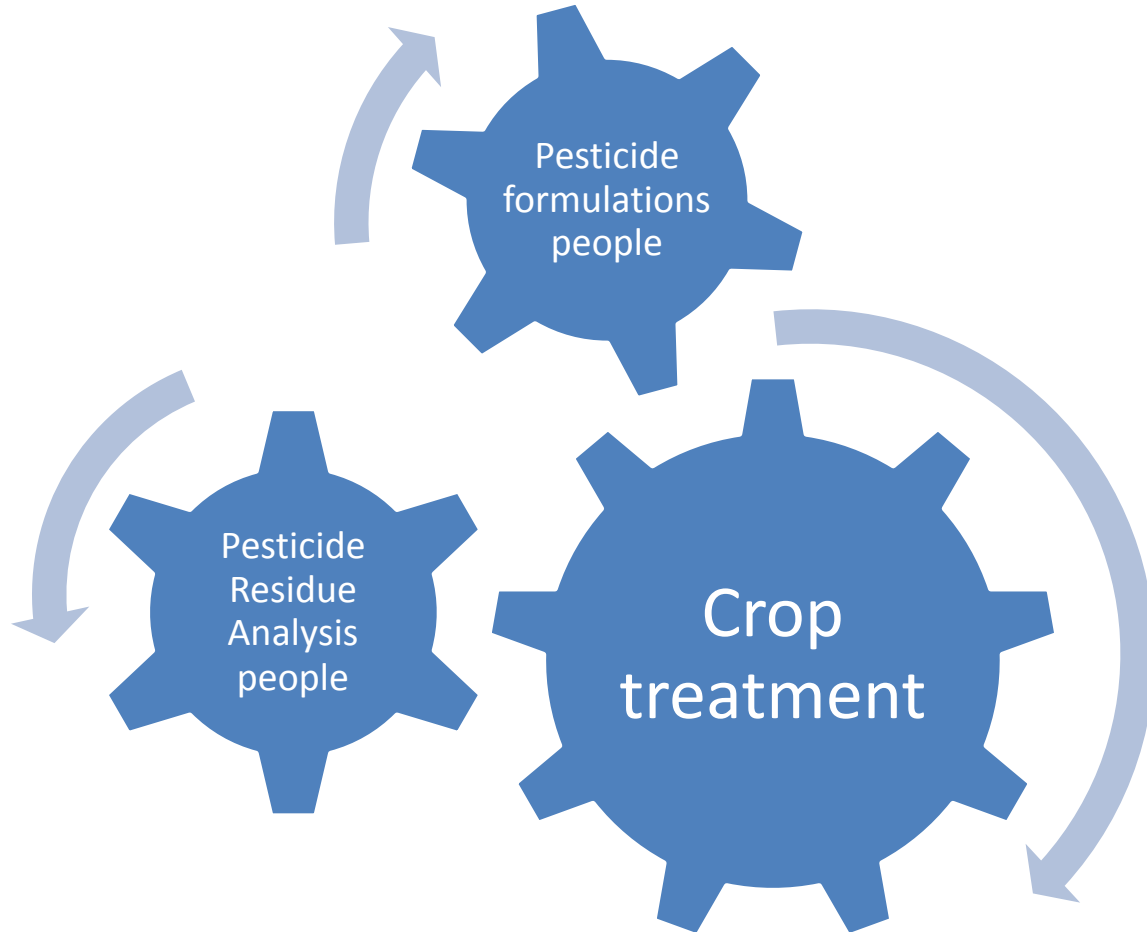 Pesticide
formulations
people
Pesticide
Residue
Analysis
people
Crop
treatment